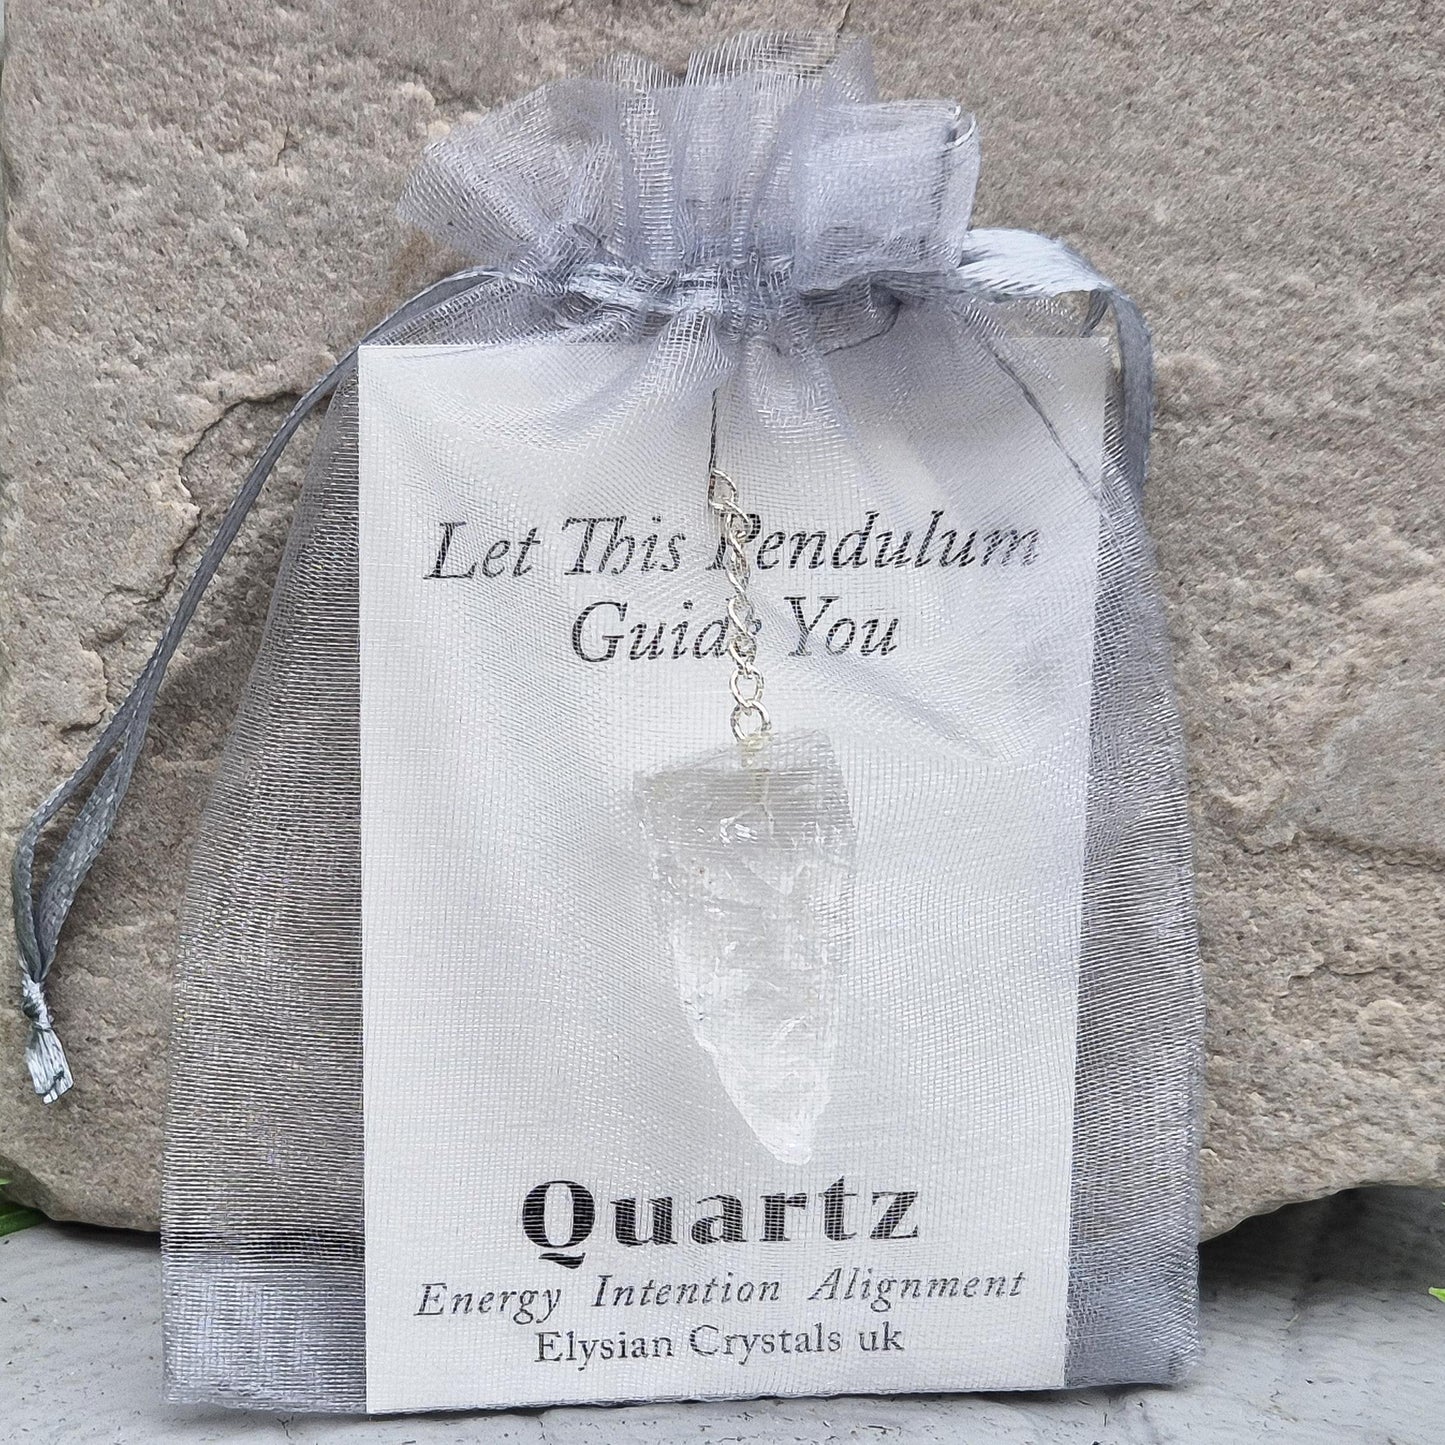 Let This Pendulum
Guide You
Quartz
Energy Intention Alignment
Elysian Crystals uk